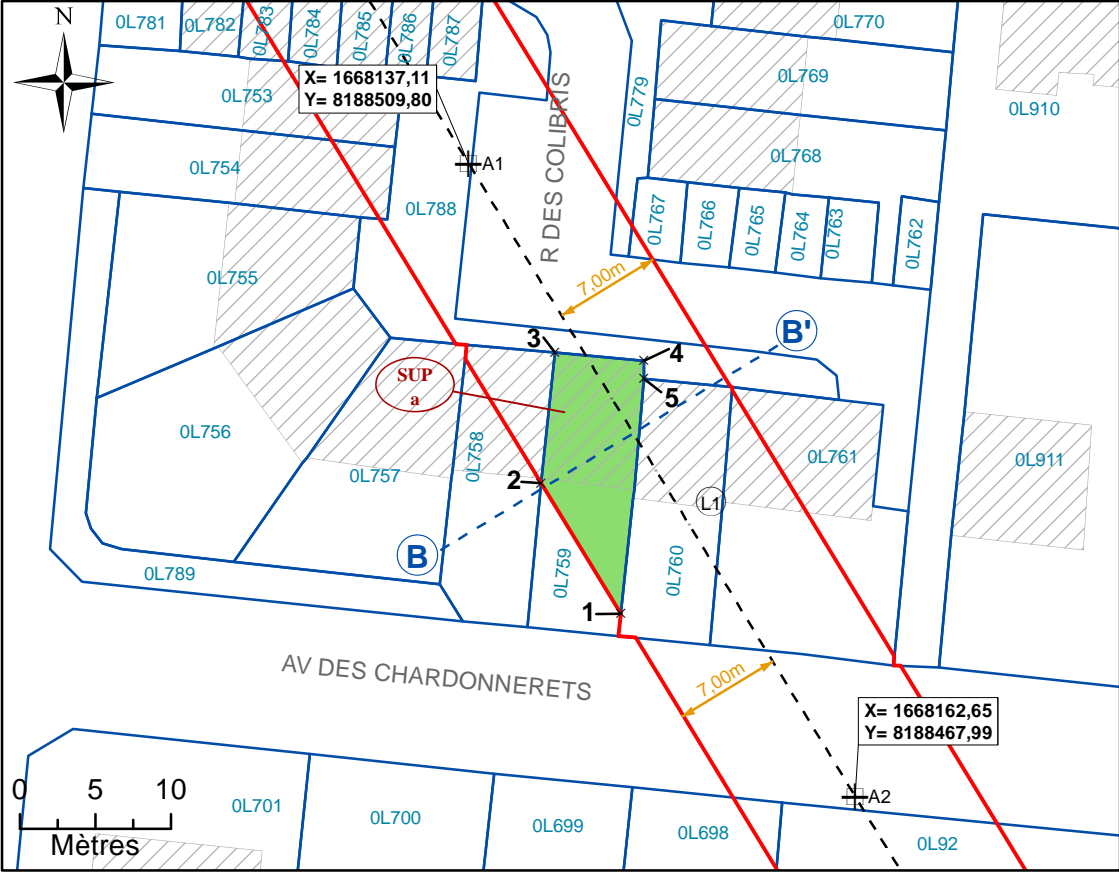 0L781
0L782
0L783
0L784
0L785
0L786
0L787
0L770
N
X= 1668137,11
Y= 8188509,80
0L753
0L779
0L769
0L910
0L754
A1
0L768
0L788
R DES COLIBRIS
0L767
0L766
0L765
0L764
0L763
0L762
0L755
7,00m
B'
3
4
SUP
a
5
0L756
0L757
0L758
0L761
0L911
2
L1
B
0L759
0L760
0L789
1
AV DES CHARDONNERETS
7,00m
X= 1668162,65
Y= 8188467,99
0 5 10
Mètres
0L701
0L700
0L699
0L698
A2
0L92